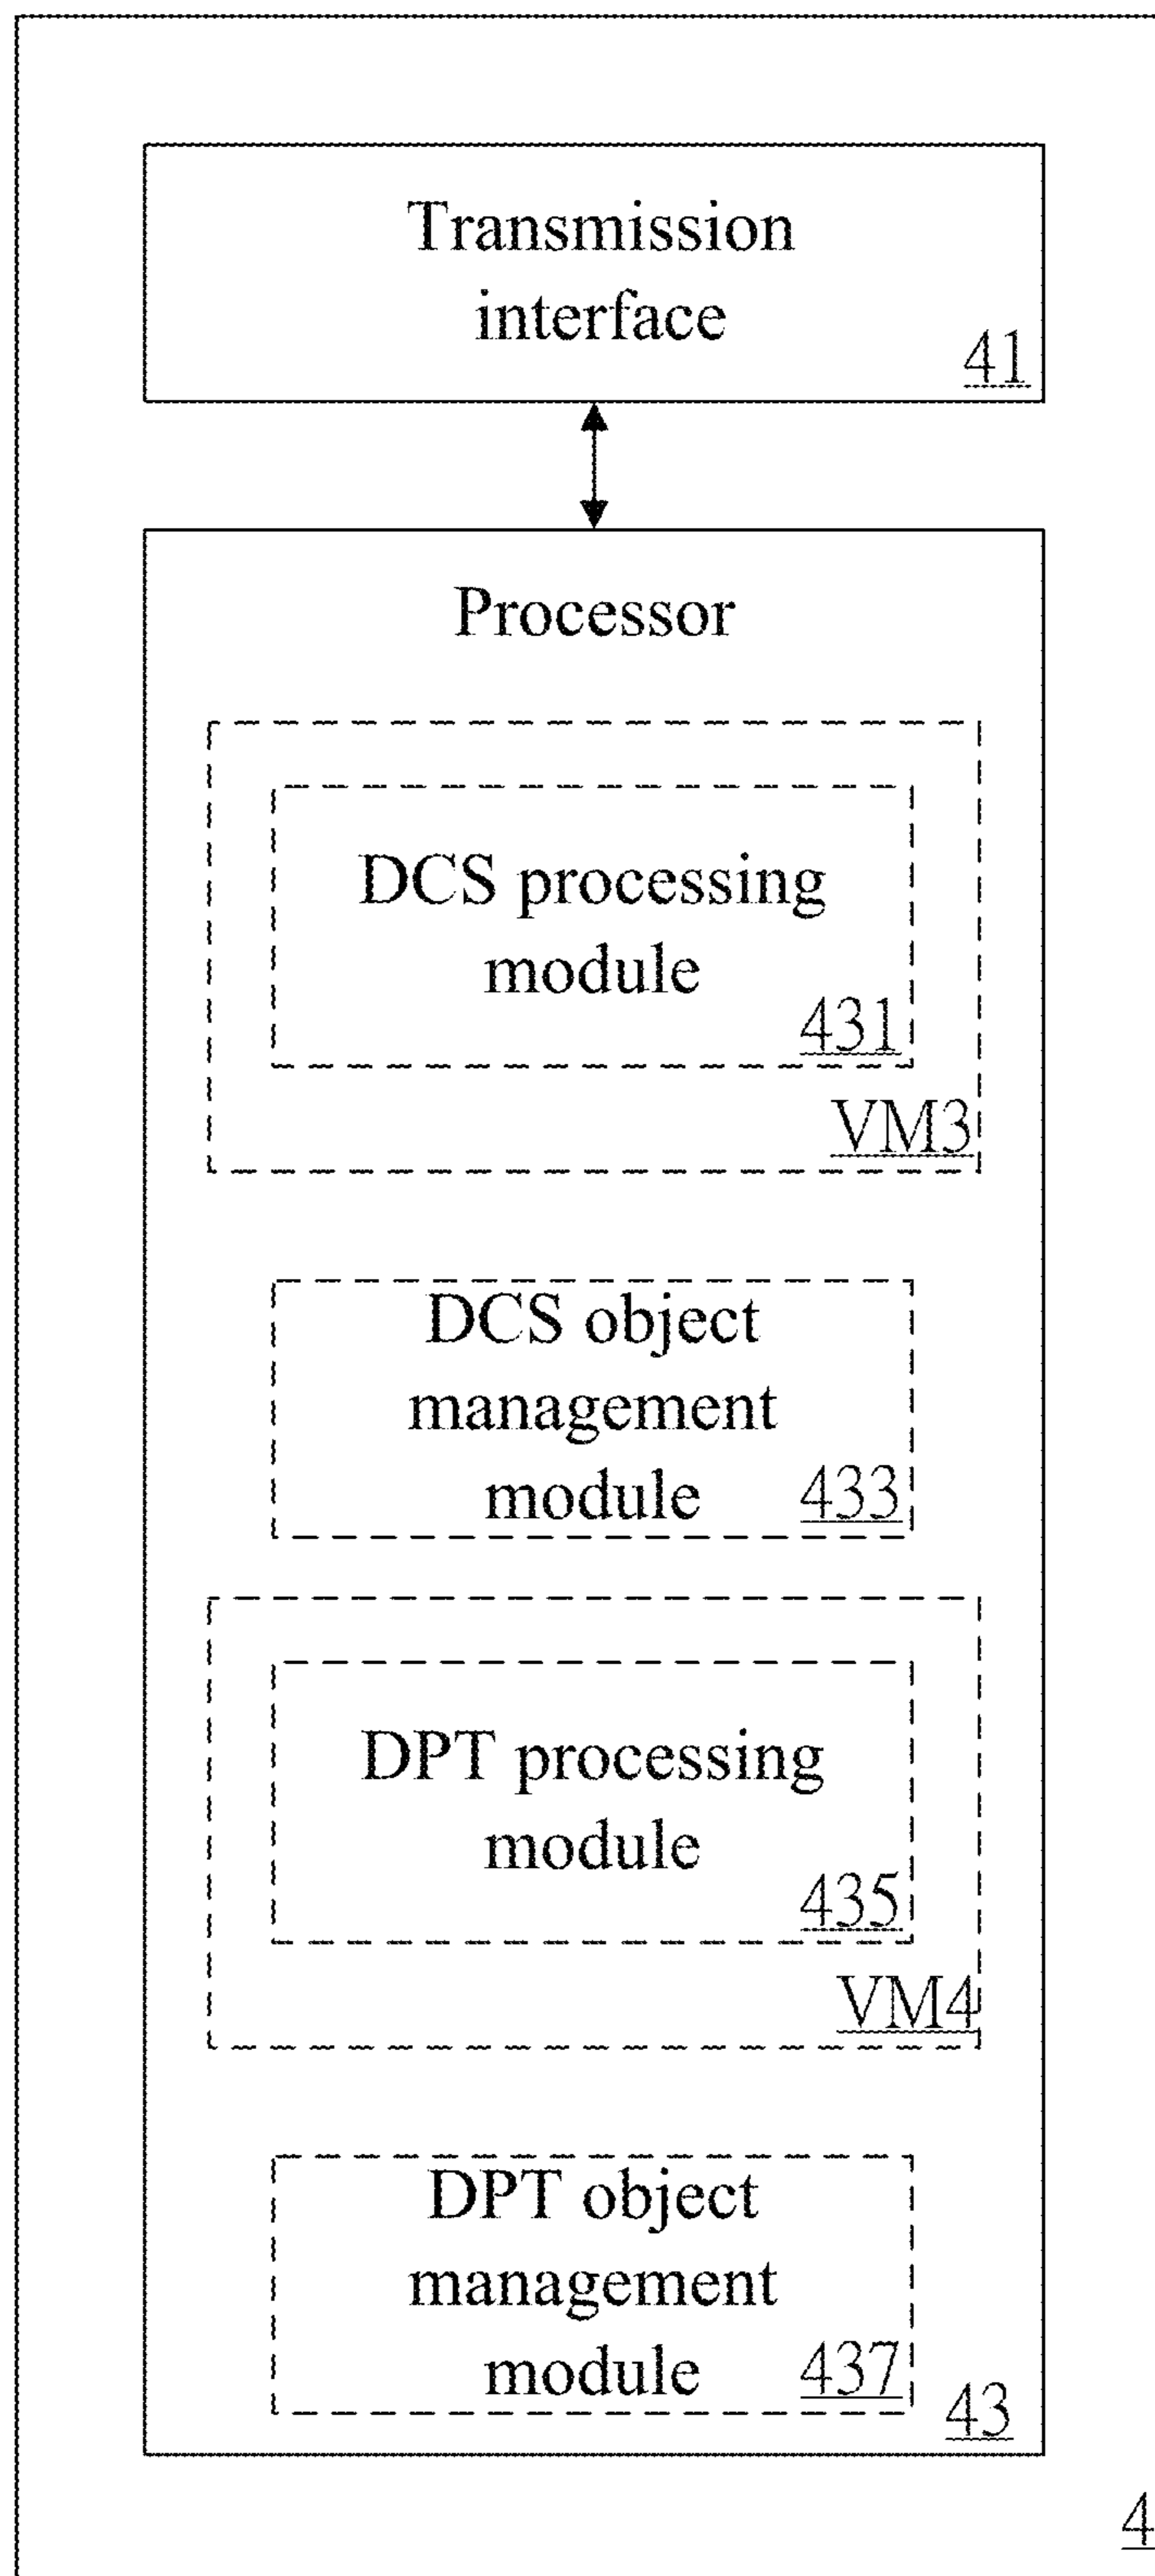 Transmission
interface
41
Processor
DCS processing
module
431
VM3
DCS object
management
module 433
DPT processing
module
435
VM4
DPT object
management
module 437
43
4